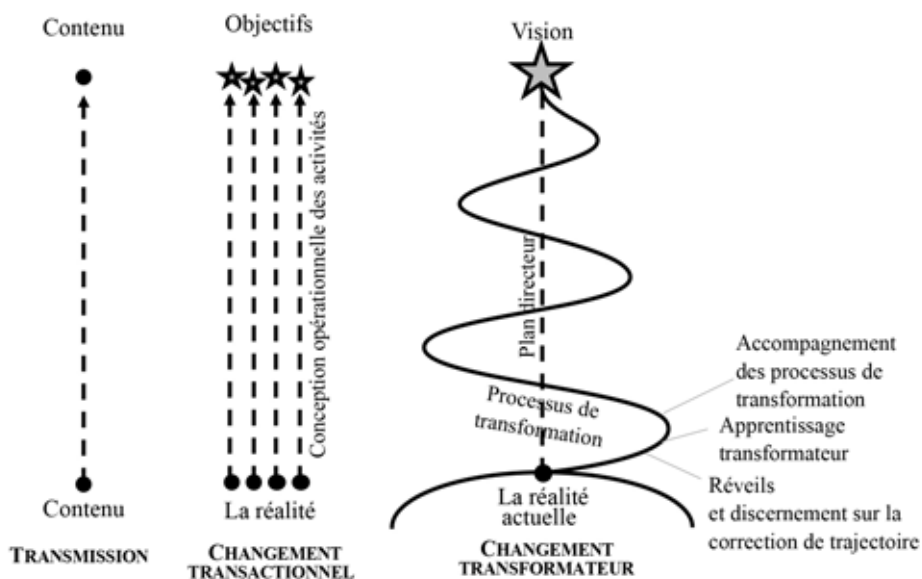 Contenu
Contenu
TRANSMISSION
Objectifs
Conception opérationnelle des activités
La réalité
CHANGEMENT
TRANSACTIONNEL
Vision
Plan directeur
Processus de
transformation
La réalité
actuelle
CHANGEMENT
TRANSFORMATEUR
Accompagnement
des processus de
transformation
Apprentissage
transformateur
Réveils
et discernement sur la
correction de trajectoire